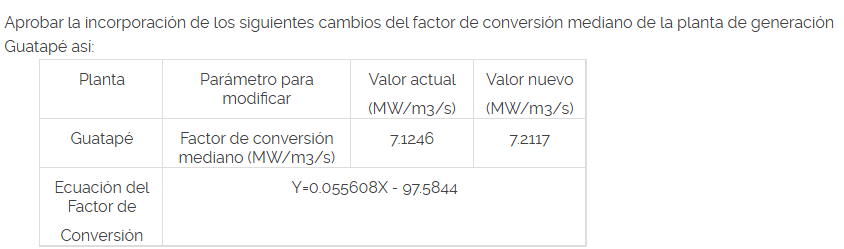 Aprobar la incorporación de los siguientes cambios del factor de conversión mediano de la planta de generación
Guatapé así:
Planta
Parámetro para
modificar
Valor actual
(MW/m3/s)
Valor nuevo
(MW/m3/s)
Guatapé
Factor de conversión
mediano (MW/m3/s)
7.1246
7.2117
Ecuación del
Factor de
Conversión
Y=0.055608X - 97.5844